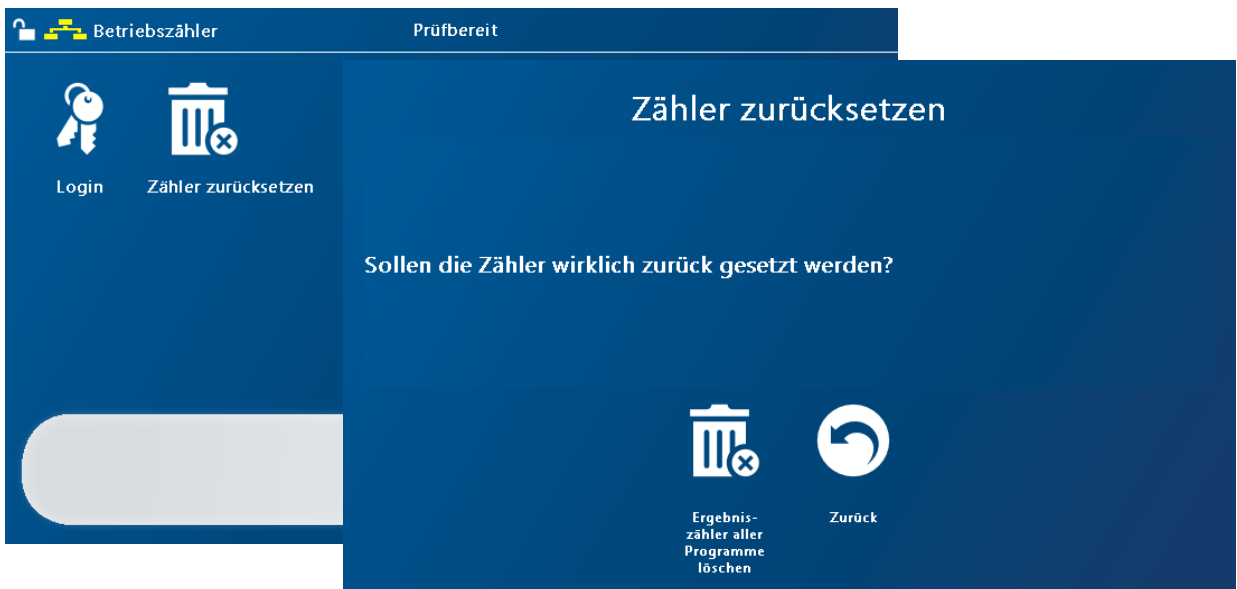 Betriebszähler
Prüfbereit
Login
Zähler zurücksetzen
Zähler zurücksetzen
Sollen die Zähler wirklich zurück gesetzt werden?
Ergebnis-
zähler aller
Programme
löschen
Zurück